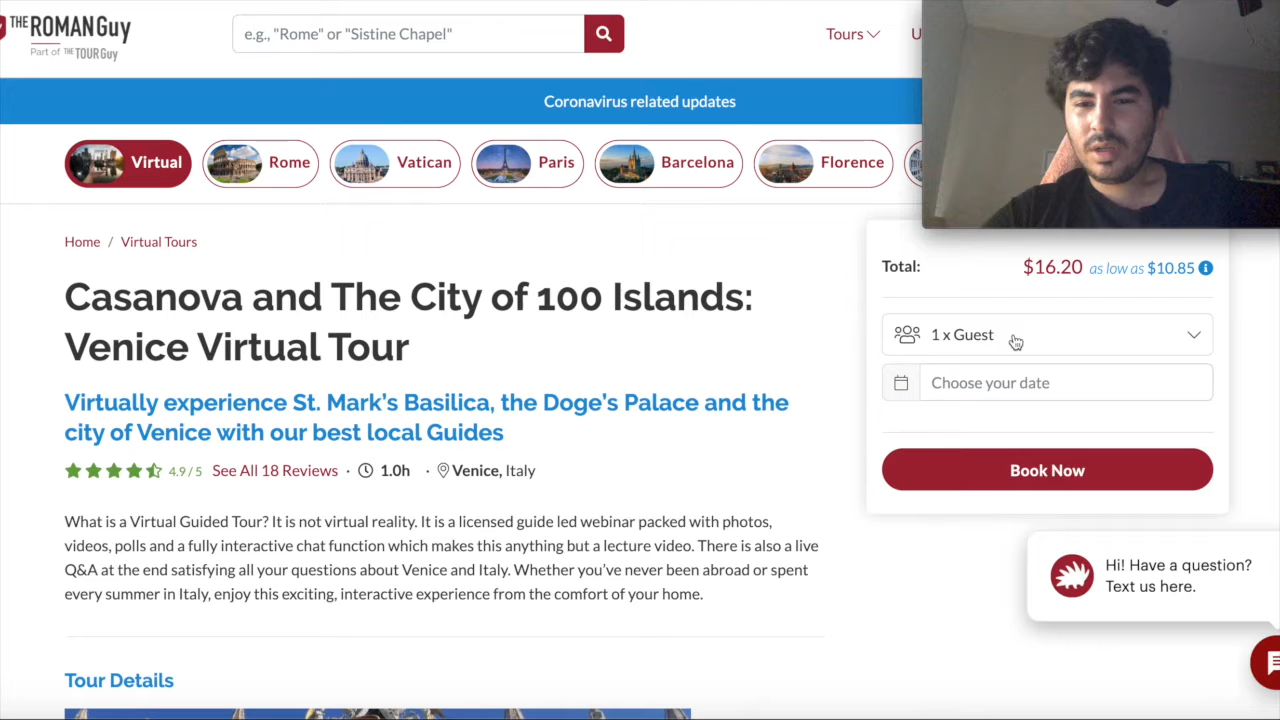 THE ROMAN GUY
Part of THE TOUR GUY
e.g., "Rome" or "Sistine Chapel"
Tours
U
Coronavirus related updates
Virtual
Rome
Vatican
Paris
Barcelona
Florence
Home / Virtual Tours
Casanova and The City of 100 Islands:
Venice Virtual Tour
Virtually experience St. Mark's Basilica, the Doge's Palace and the
city of Venice with our best local Guides
4.9 / 5 See All 18 Reviews · 1.0h · Venice, Italy
What is a Virtual Guided Tour? It is not virtual reality. It is a licensed guide led webinar packed with photos,
videos, polls and a fully interactive chat function which makes this anything but a lecture video. There is also a live
Q&A at the end satisfying all your questions about Venice and Italy. Whether you've never been abroad or spent
every summer in Italy, enjoy this exciting, interactive experience from the comfort of your home.
Tour Details
Total: $16.20 as low as $10.85
1 x Guest
Choose your date
Book Now
Hi! Have a question?
Text us here.